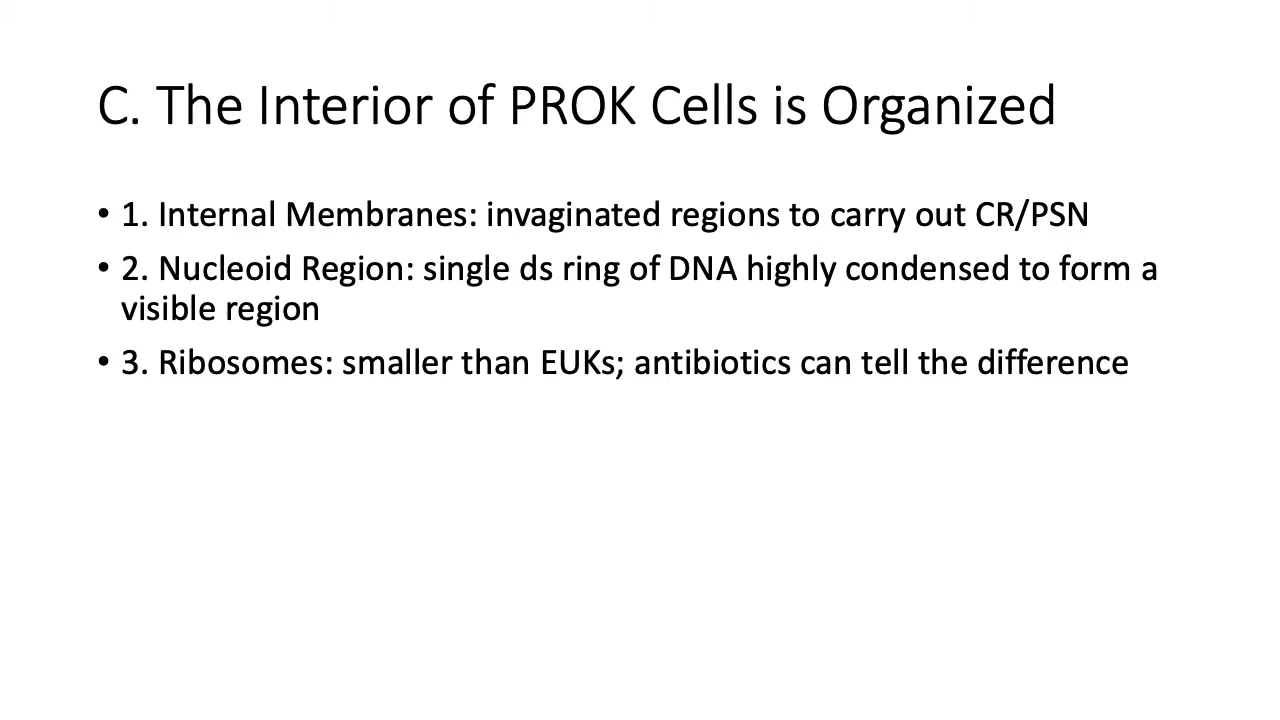 C. The Interior of PROK Cells is Organized
• 1. Internal Membranes: invaginated regions to carry out CR/PSN
• 2. Nucleoid Region: single ds ring of DNA highly condensed to form a
visible region
• 3. Ribosomes: smaller than EUKs; antibiotics can tell the difference